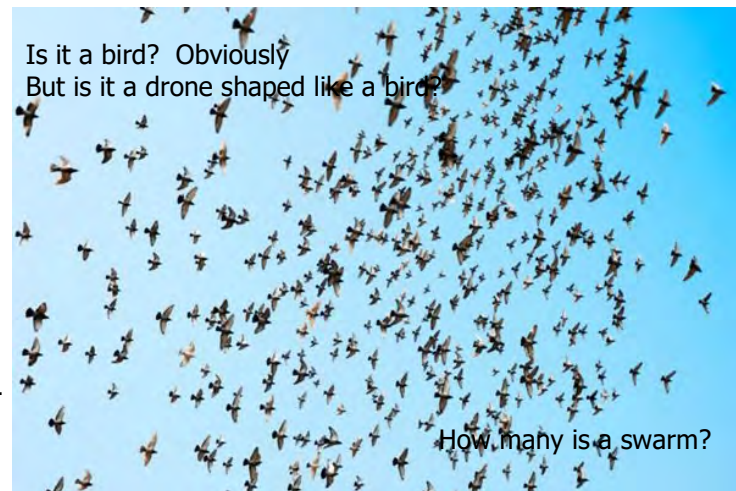 Is it a bird?  Obviously
But is it a drone shaped like a bird?
How many is a swarm?